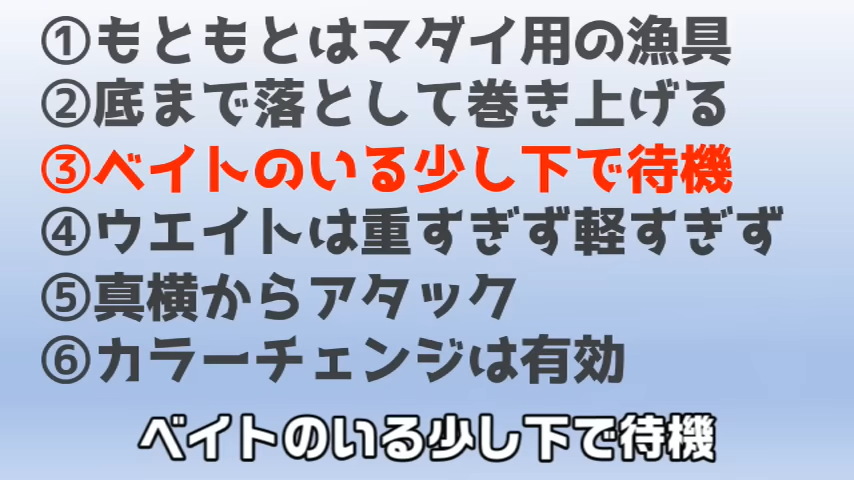 ①もともとはマダイ用の漁具
②底まで落として巻き上げる
③ベイトのいる少し下で待機
④ウエイトは重すぎず軽すぎず
⑤真横からアタック
⑥カラーチェンジは有効
ベイトのいる少し下で待機